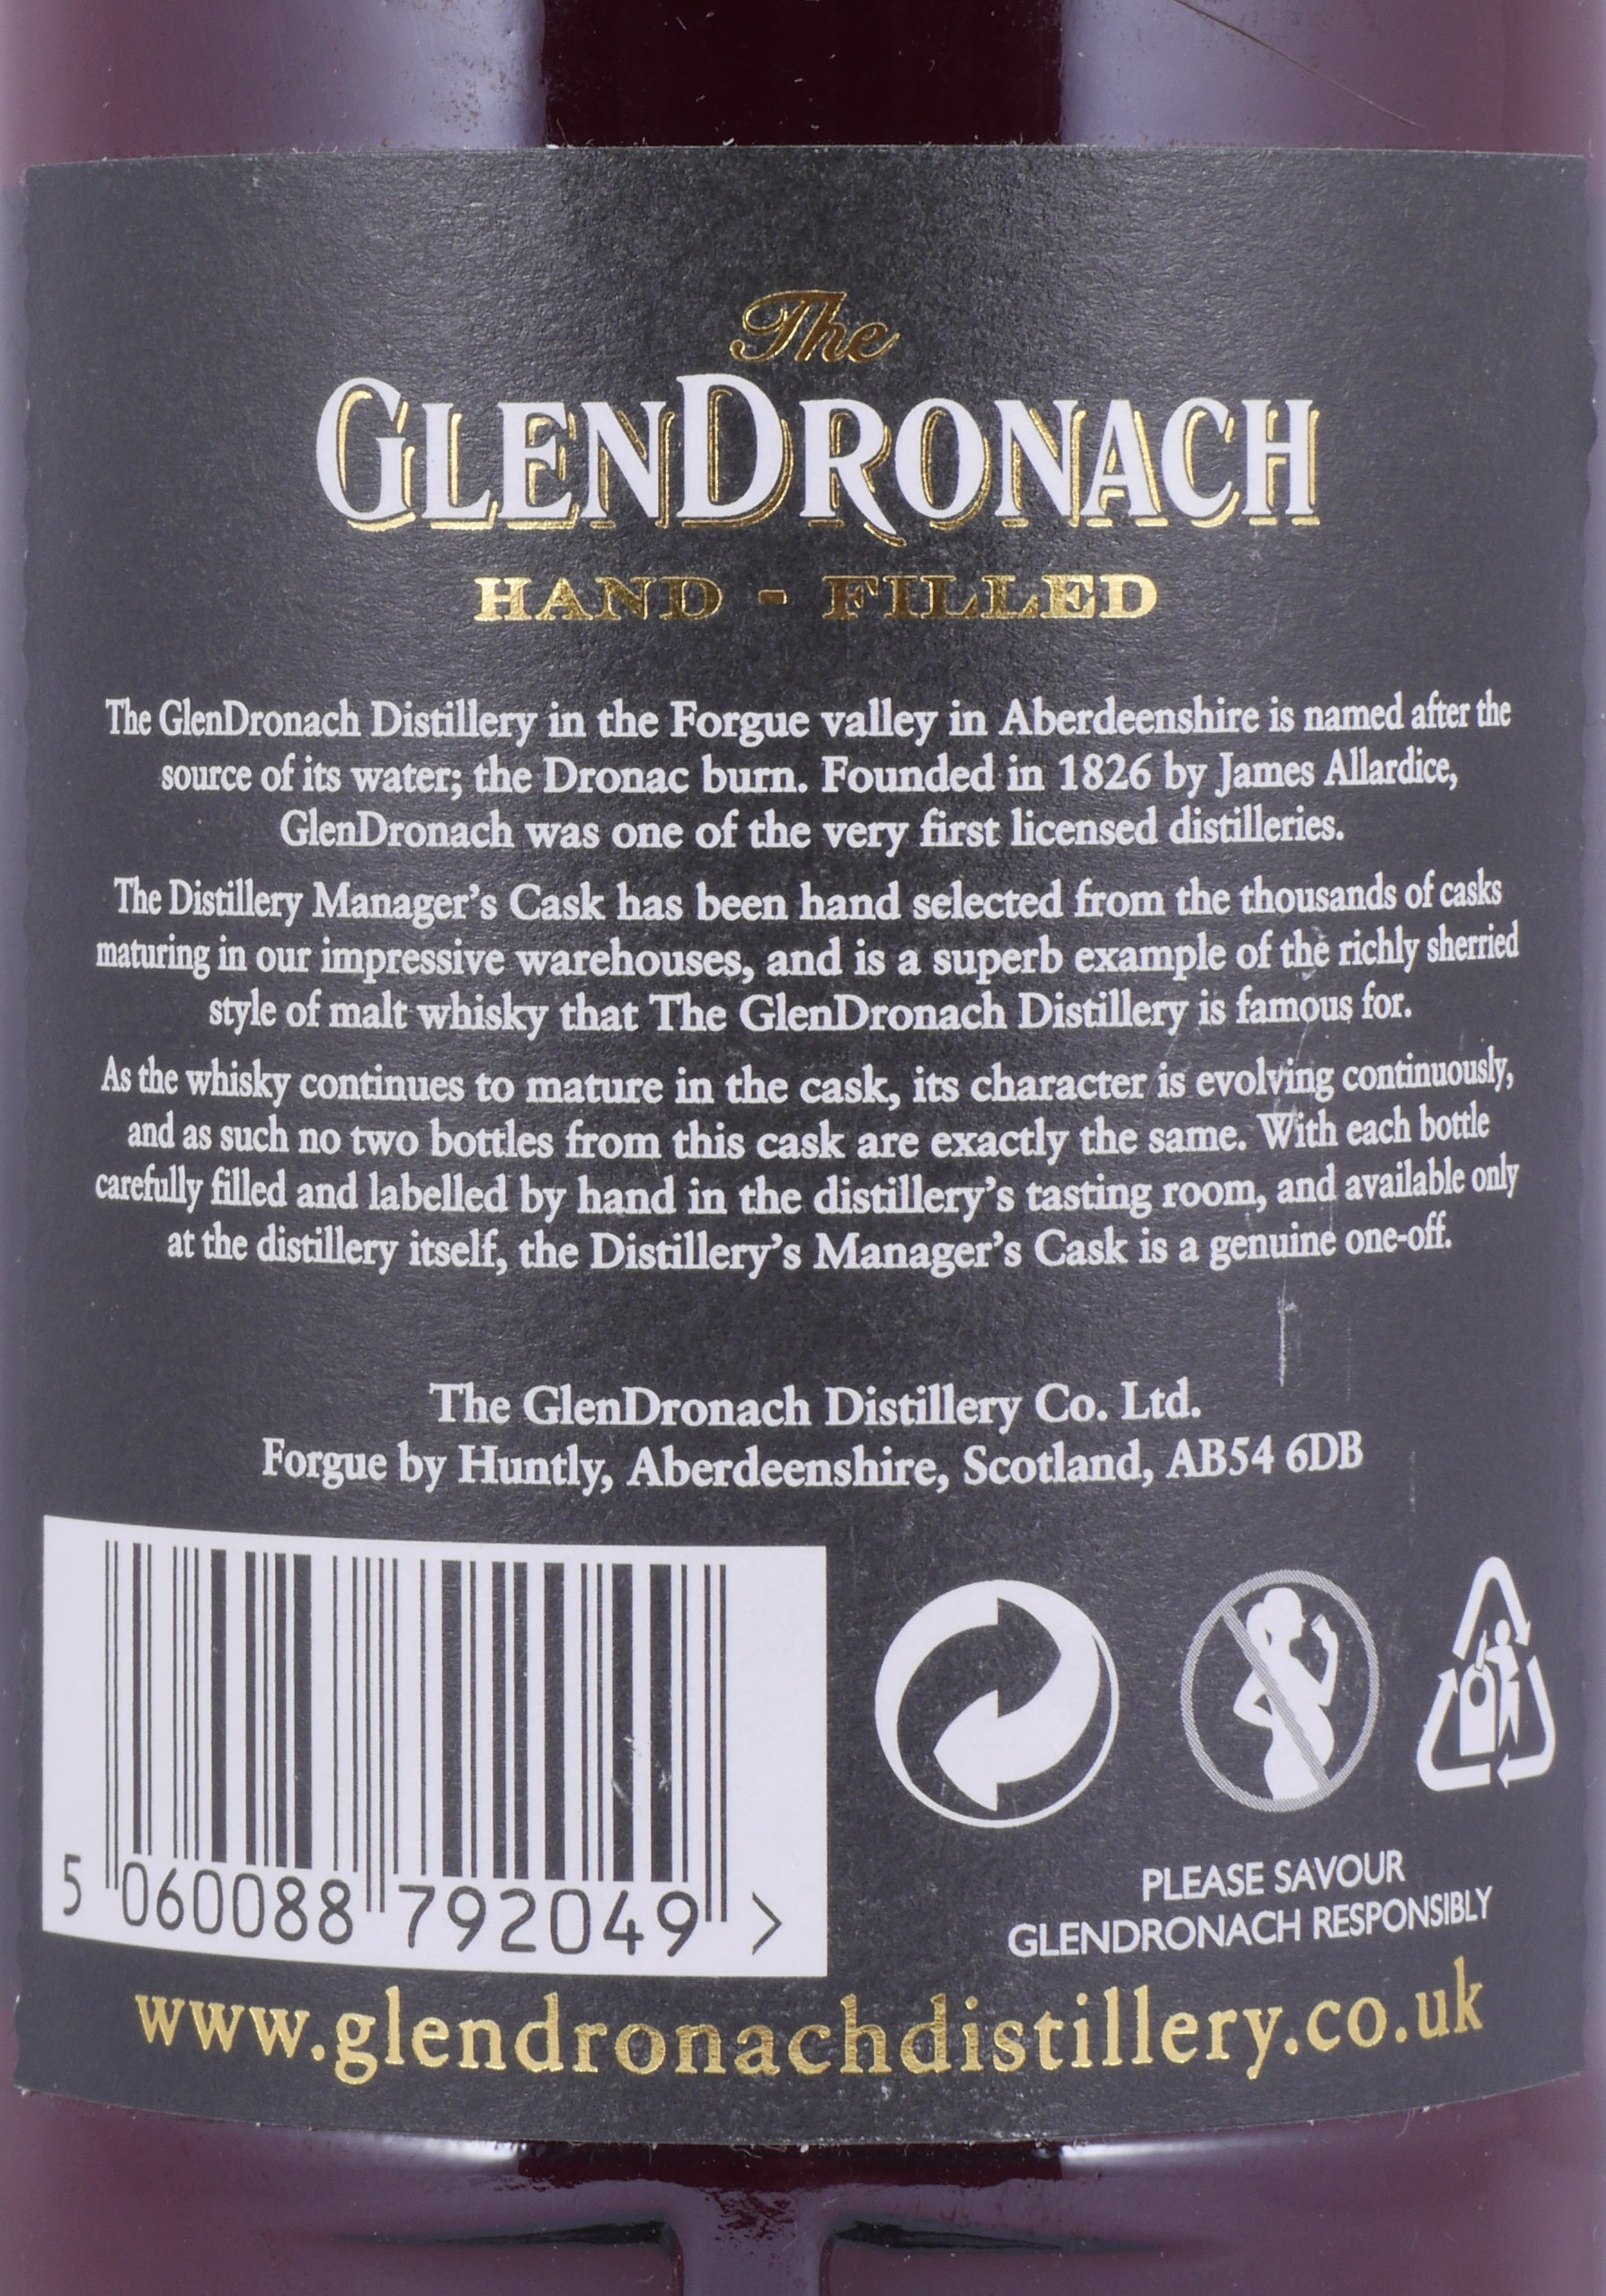 The
GLENDRONACH
HAND - FILLED
The GlenDronach Distillery in the Forgue valley in Aberdeenshire is named after the
source of its water; the Dronac burn. Founded in 1826 by James Allardice,
GlenDronach was one of the very first licensed distilleries.
The Distillery Manager's Cask has been hand selected from the thousands of casks
maturing in our impressive warehouses, and is a superb example of the richly sherried
style of malt whisky that The GlenDronach Distillery is famous for.
As the whisky continues to mature in the cask, its character is evolving continuously,
and as such no two bottles from this cask are exactly the same. With each bottle
carefully filled and labelled by hand in the distillery's tasting room, and available only
at the distillery itself, the Distillery's Manager's Cask is a genuine one-off.
The GlenDronach Distillery Co. Ltd.
Forgue by Huntly, Aberdeenshire, Scotland, AB54 6DB
5 060088 792049 >
PLEASE SAVOUR
GLENDRONACH RESPONSIBLY
www.glendronachdistillery.co.uk